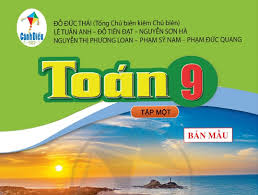 Cánh Diều
ĐỖ ĐỨC THÁI (Tổng Chủ biên kiêm Chủ biên)
LÊ TUẤN ANH – ĐỖ TIẾN ĐẠT – NGUYỄN SƠN HÀ
NGUYỄN THỊ PHƯƠNG LOAN – PHẠM SỸ NAM – PHẠM ĐỨC QUANG
Toán 9
TẬP MỘT
BẢN MẪU